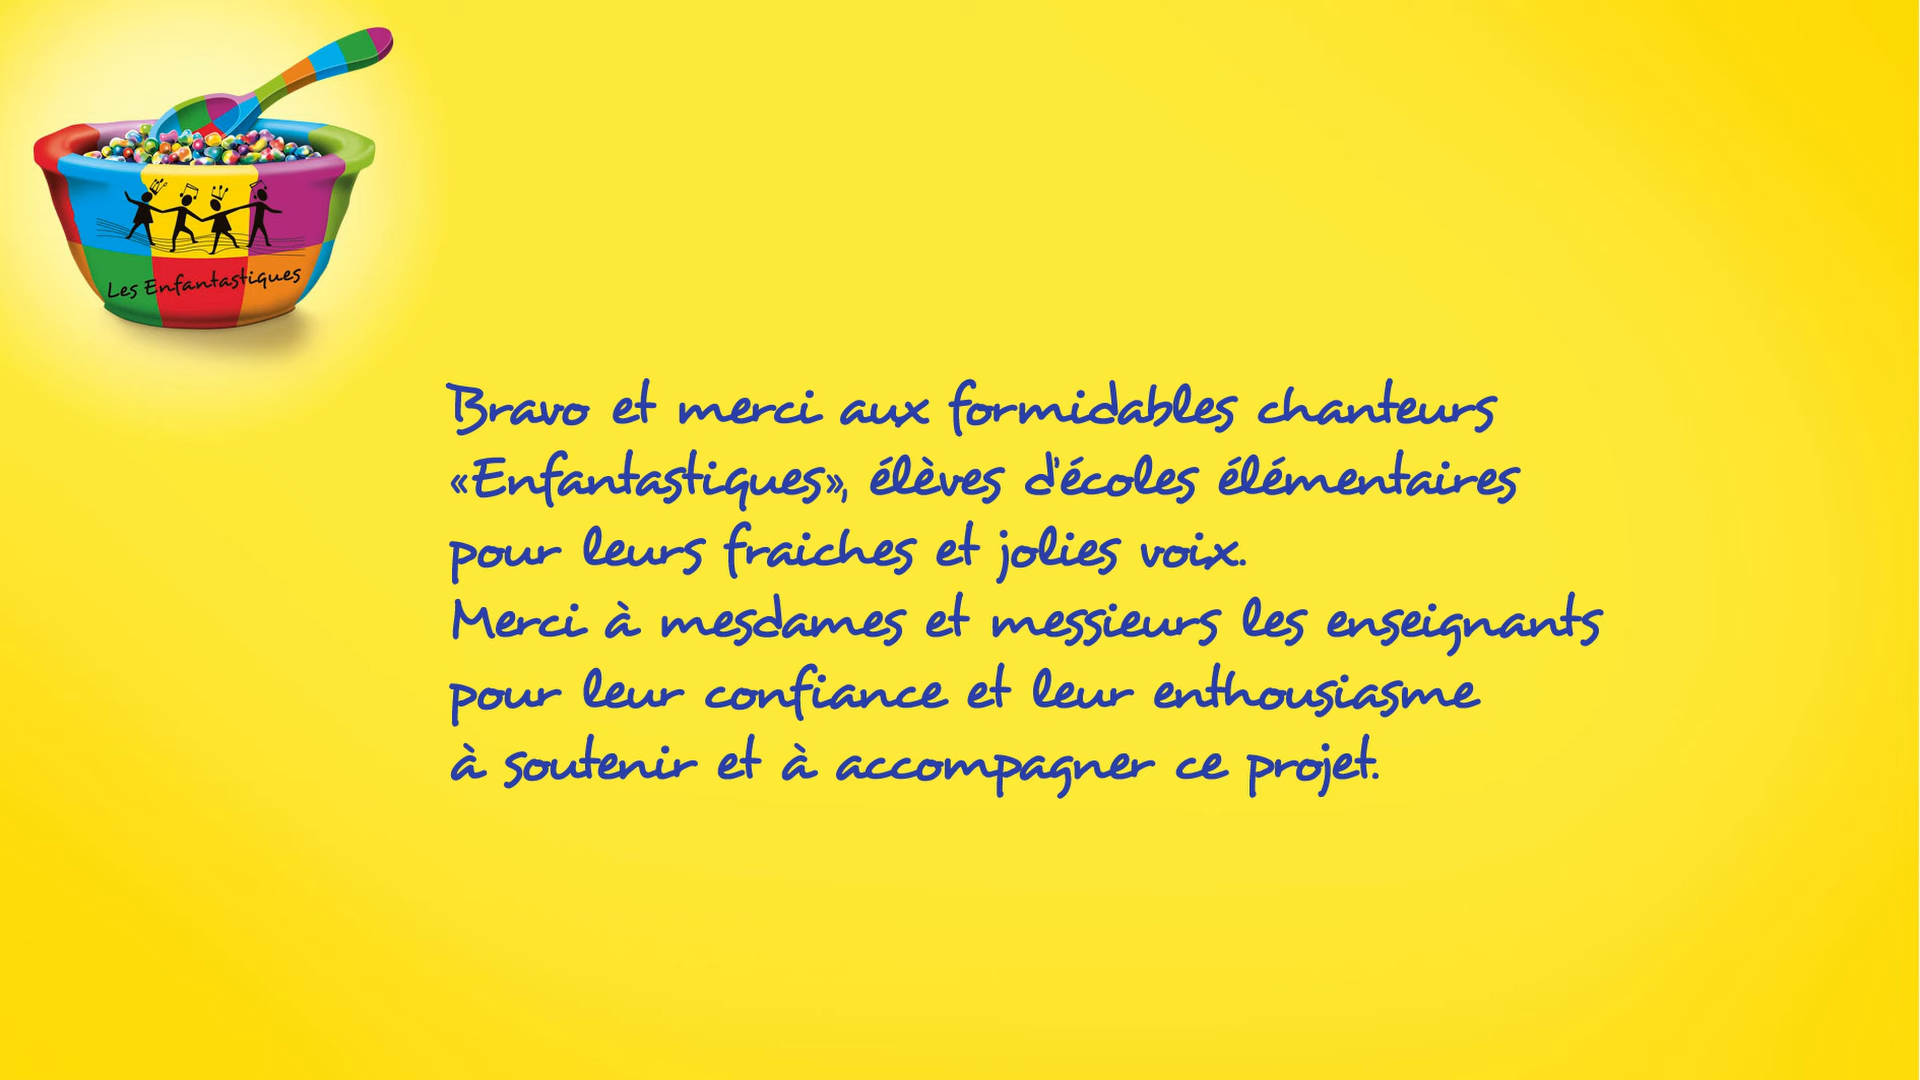 Les Enfantastiques
Bravo et merci aux formidables chanteurs
«Enfantastiques», élèves d'écoles élémentaires
pour leurs fraiches et jolies voix.
Merci à mesdames et messieurs les enseignants
pour leur confiance et leur enthousiasme
à soutenir et à accompagner ce projet.